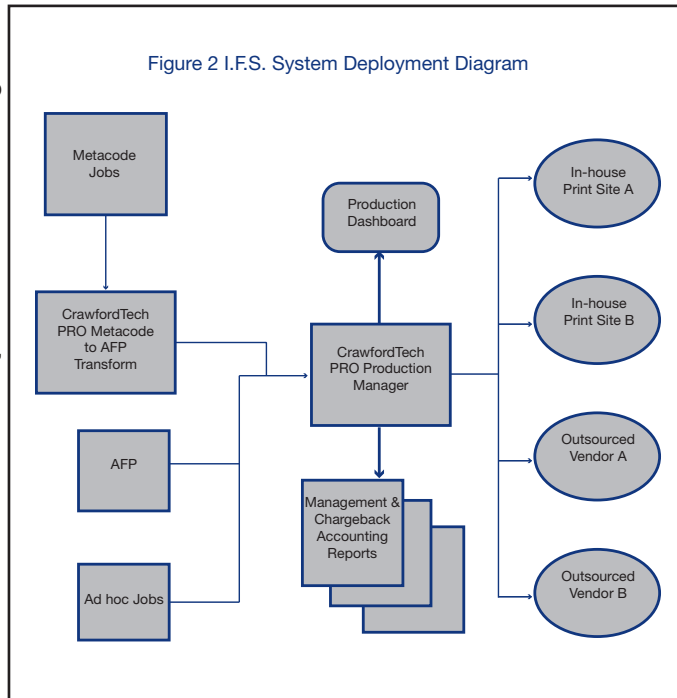 Figure 2 I.F.S. System Deployment Diagram
Metacode
Jobs
CrawfordTech
PRO Metacode
to AFP
Transform
AFP
Ad hoc Jobs
Production
Dashboard
CrawfordTech
PRO Production
Manager
Management &
Chargeback
Accounting
Reports
In-house
Print Site A
In-house
Print Site B
Outsourced
Vendor A
Outsourced
Vendor B